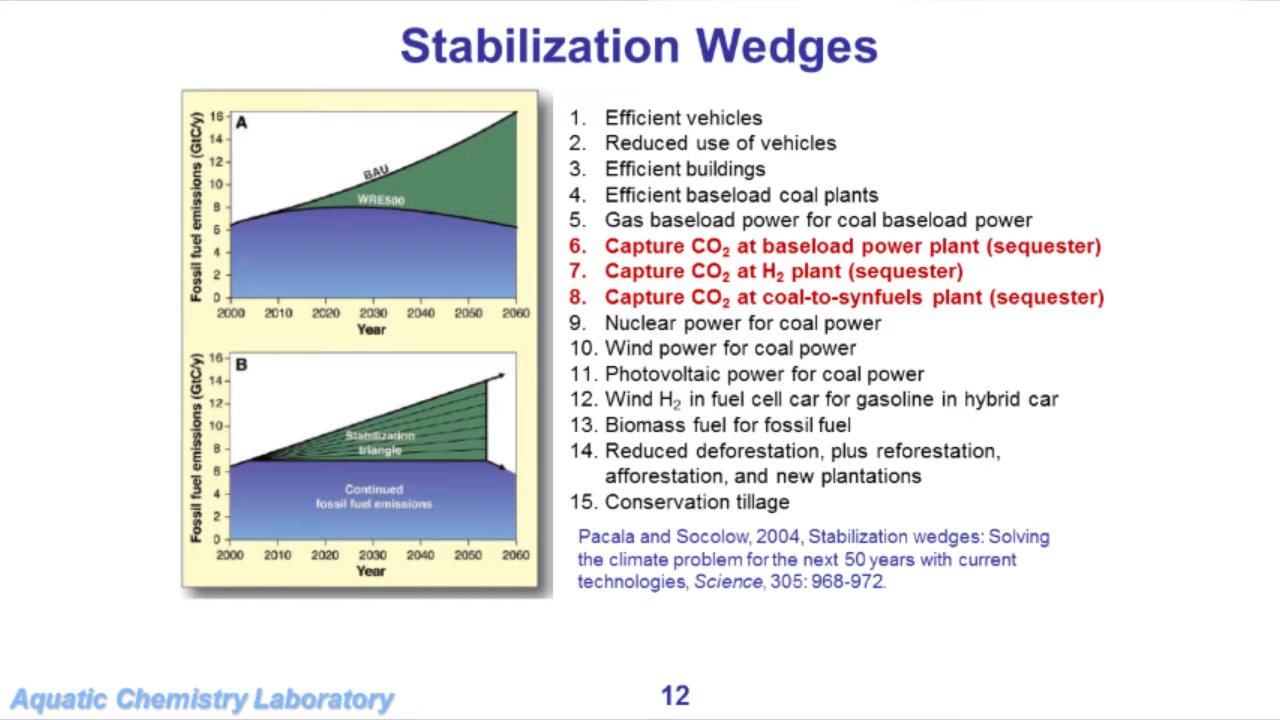 Stabilization Wedges
A
Fossil fuel emissions (GtC/y)
16
14
12
10
8
6
4
2
0
BAU
WRE500
2000 2010 2020 2030 2040 2050 2060
Year
B
Fossil fuel emissions (GtC/y)
16
14
12
10
8
6
4
2
0
Stabilization
triangle
Continued
fossil fuel emissions
2000 2010 2020 2030 2040 2050 2060
Year
1. Efficient vehicles
2. Reduced use of vehicles
3. Efficient buildings
4. Efficient baseload coal plants
5. Gas baseload power for coal baseload power
6. Capture CO₂ at baseload power plant (sequester)
7. Capture CO₂ at H₂ plant (sequester)
8. Capture CO₂ at coal-to-synfuels plant (sequester)
9. Nuclear power for coal power
10. Wind power for coal power
11. Photovoltaic power for coal power
12. Wind H₂ in fuel cell car for gasoline in hybrid car
13. Biomass fuel for fossil fuel
14. Reduced deforestation, plus reforestation,
afforestation, and new plantations
15. Conservation tillage
Pacala and Socolow, 2004, Stabilization wedges: Solving
the climate problem for the next 50 years with current
technologies, Science, 305: 968-972.
Aquatic Chemistry Laboratory
12